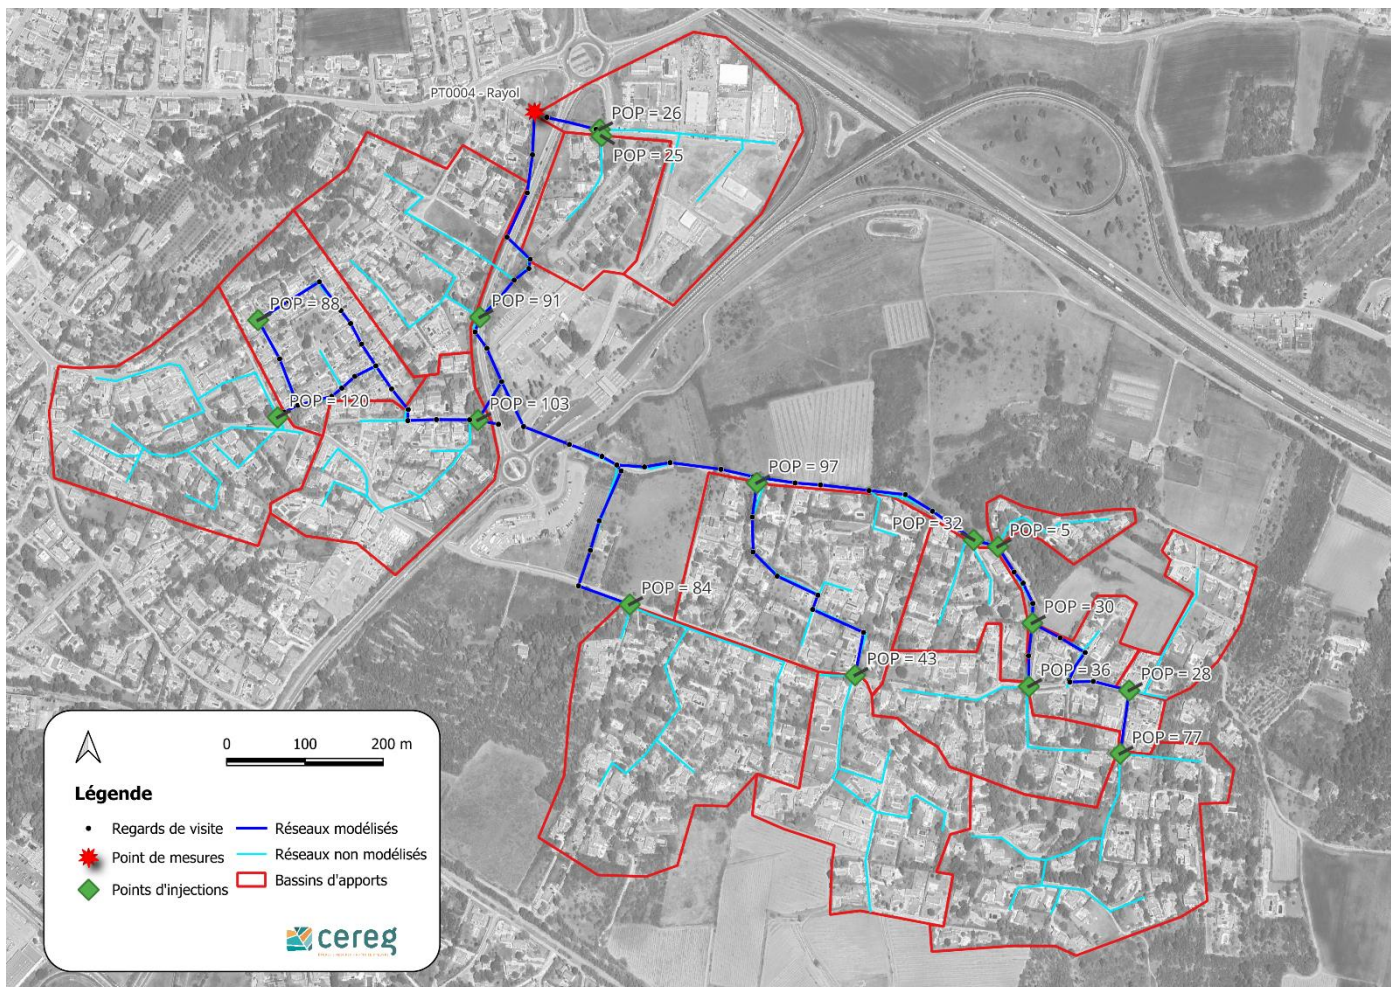 PT0004 - Rayol
POP = 26
POP = 25
POP = 88
POP = 91
POP = 120
POP = 103
POP = 97
POP = 32
POP = 5
POP = 84
POP = 30
POP = 43
POP = 36
POP = 28
POP = 77
0 100 200 m
Légende
Regards de visite
Réseaux modélisés
Point de mesures
Réseaux non modélisés
Points d'injections
Bassins d'apports
cereg